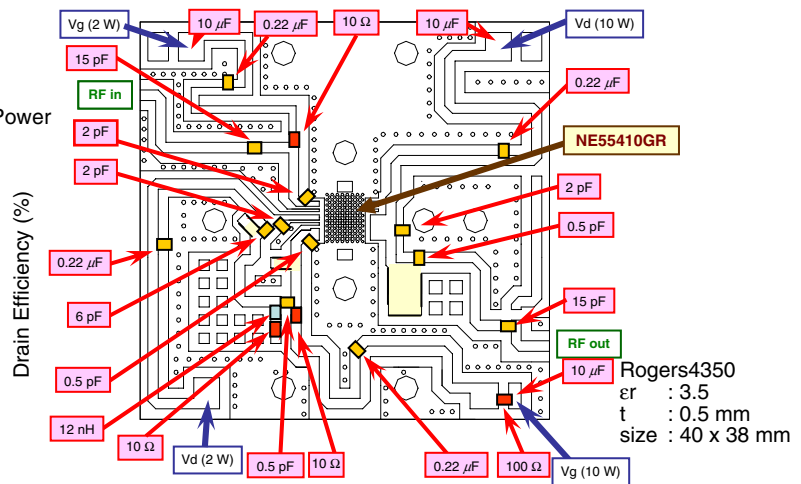 Vg (2 W)
10 µF
0.22 µF
10 Ω
10 µF
Vd (10 W)
15 pF
RF in
0.22 µF
Power
2 pF
NE55410GR
2 pF
2 pF
0.5 pF
Drain Efficiency (%)
0.22 µF
6 pF
15 pF
RF out
0.5 pF
10 µF
Rogers4350
εr : 3.5
t : 0.5 mm
size : 40 x 38 mm
12 nH
10 Ω
Vd (2 W)
0.5 pF
10 Ω
0.22 µF
100 Ω
Vg (10 W)